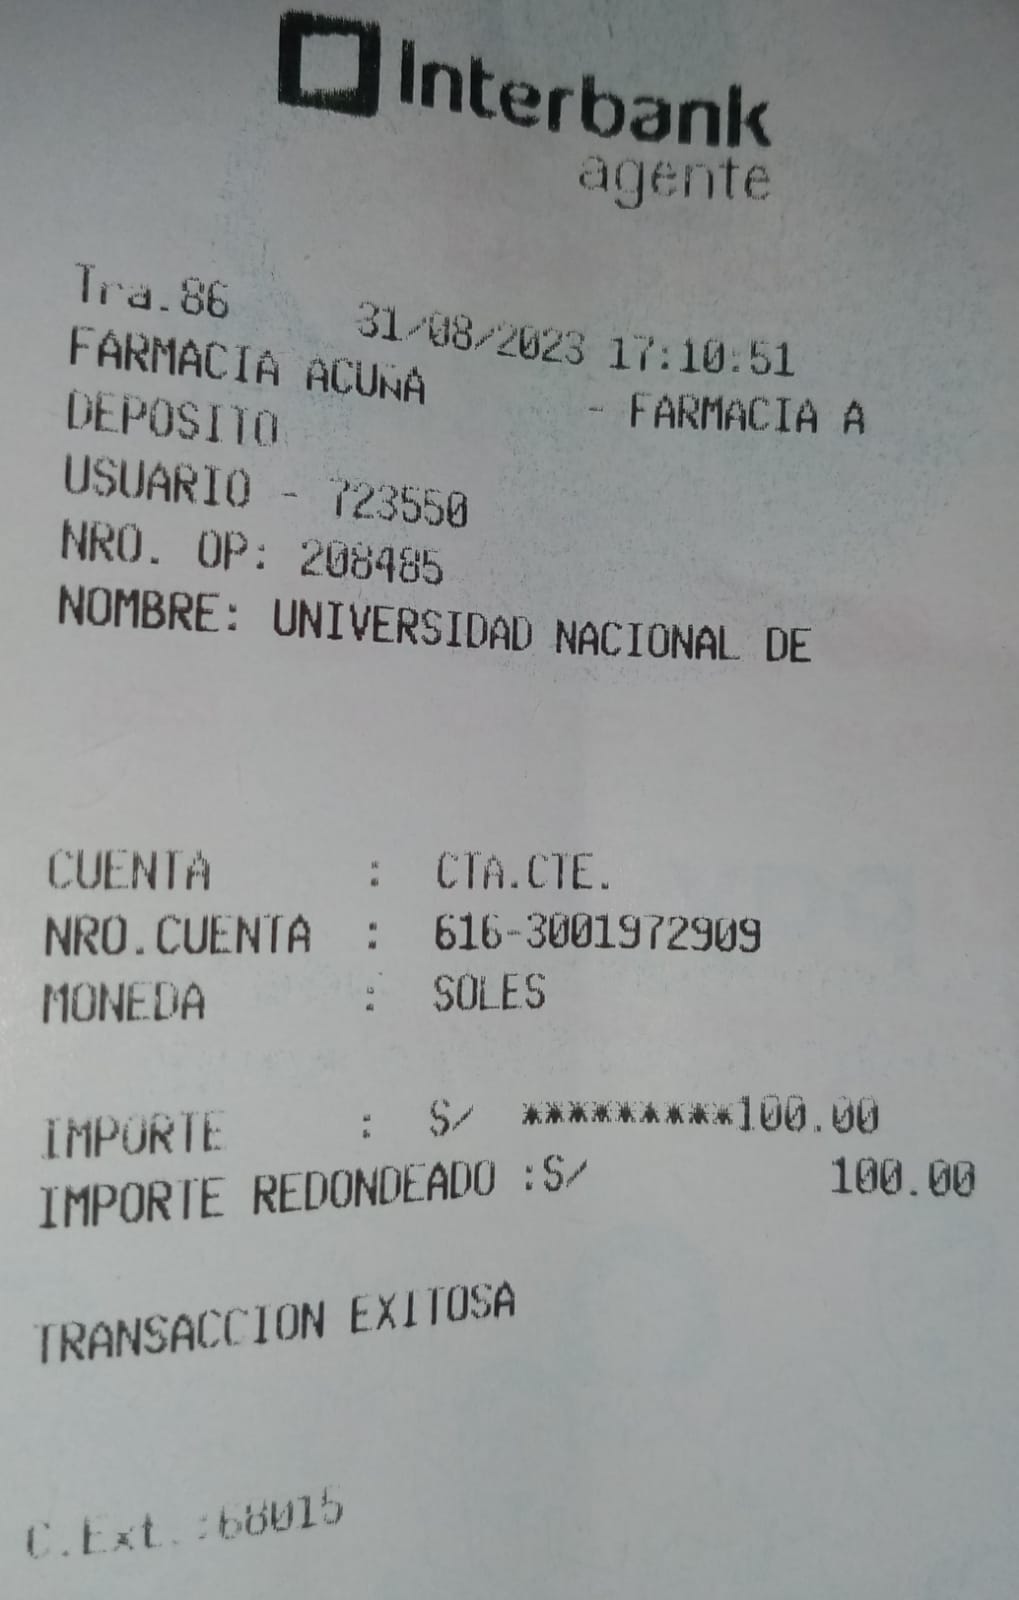 Interbank
agente
Tra.86 31/08/2023 17:10:51
FARMACIA ACUÑA - FARMACIA A
DEPOSITO
USUARIO - 723550
NRO. OP: 208485
NOMBRE: UNIVERSIDAD NACIONAL DE
CUENTA : CTA.CTE.
NRO.CUENTA : 616-3001972909
MONEDA : SOLES
IMPORTE : S/ *********100.00
IMPORTE REDONDEADO :S/ 100.00
TRANSACCION EXITOSA
C.Ext.:68015